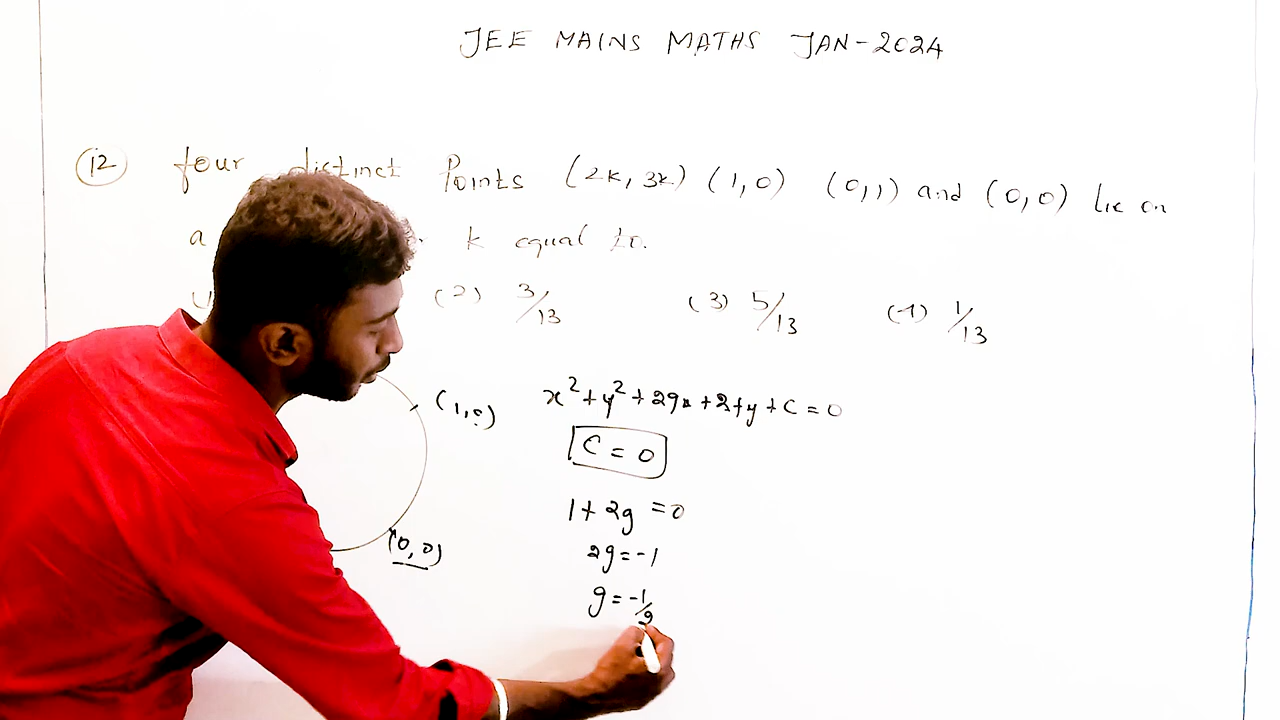 JEE MAINS MATHS JAN-2024
(12) four distinct Points (2k, 3k) (1, 0) (0,1) and (0, 0) lie on
a k equal to.
(2) 3/13 (3) 5/13 (4) 1/13
x²+y²+2gx+2fy+C=0
(1,0)
C = 0
1+2g =0
(0,0)
2g=-1
g=-1/2